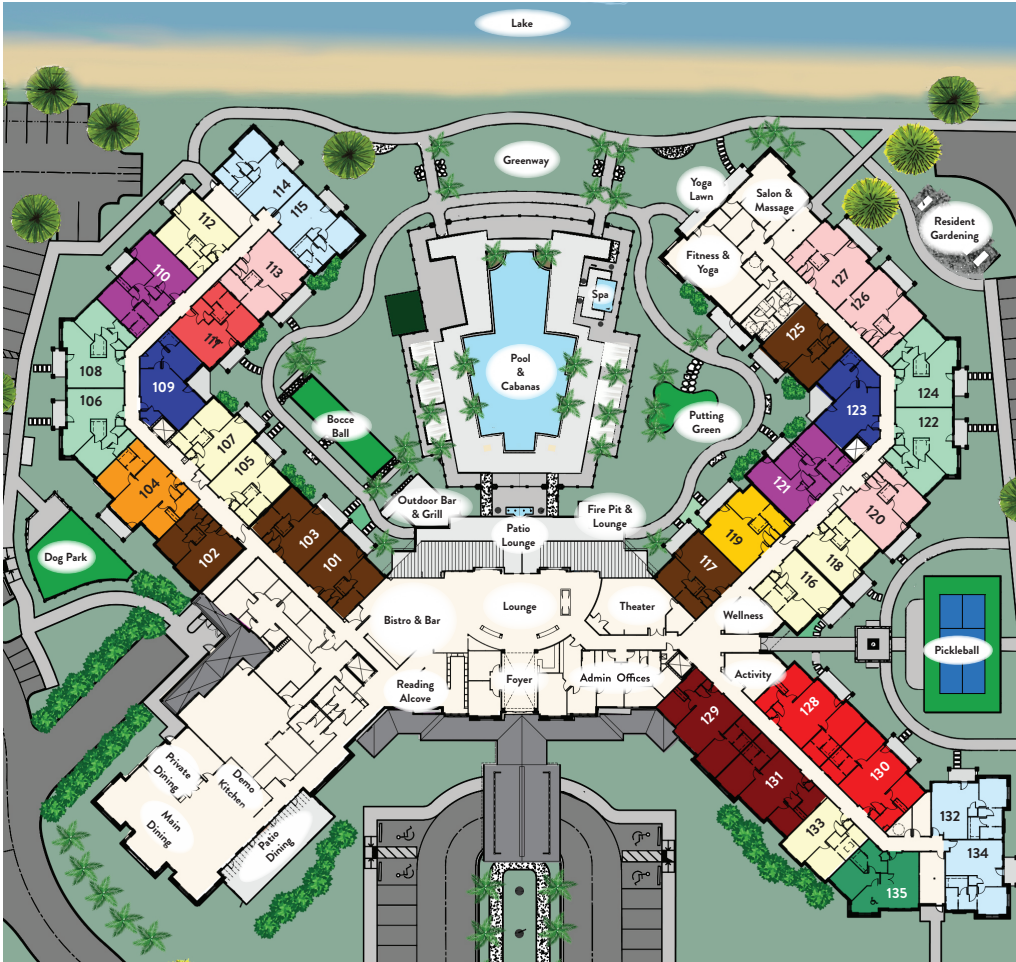 Lake
Greenway
Yoga
Lawn
Salon &
Massage
Resident
Gardening
Fitness &
Yoga
Spa
Pool
&
Cabanas
Bocce
Ball
Putting
Green
Outdoor Bar
& Grill
Patio
Lounge
Fire Pit &
Lounge
Dog Park
Bistro & Bar
Lounge
Theater
Wellness
Pickleball
Reading
Alcove
Foyer
Admin Offices
Activity
Private
Dining
Demo
Kitchen
Main
Dining
Patio
Dining
114
115
112
113
110
111
108
109
106
107
105
104
103
102
101
127
126
125
124
123
122
121
120
119
118
117
116
129
128
131
130
133
132
134
135